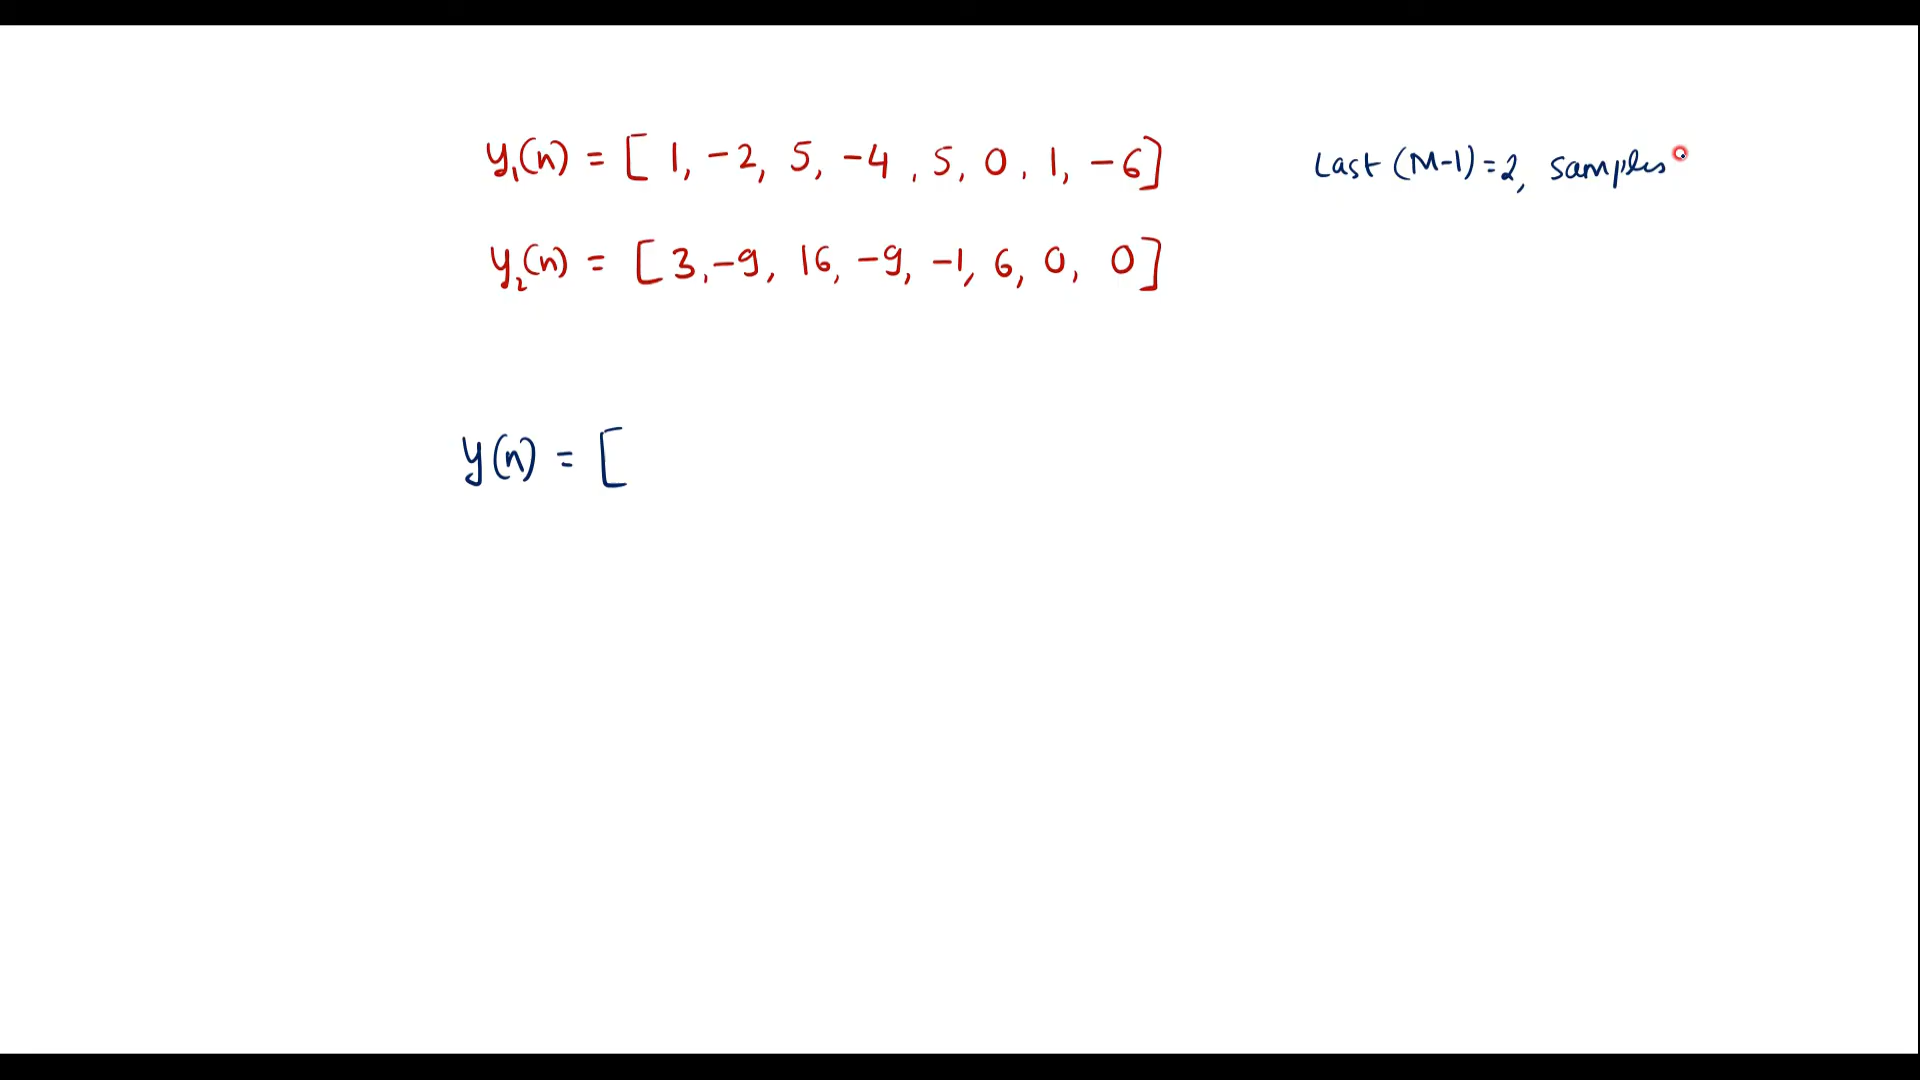 y₁(n) = [ 1, -2, 5, -4, 5, 0, 1, -6] Last (M-1) = 2, samples
y₂(n) = [3, -9, 16, -9, -1, 6, 0, 0]
y(n) = [